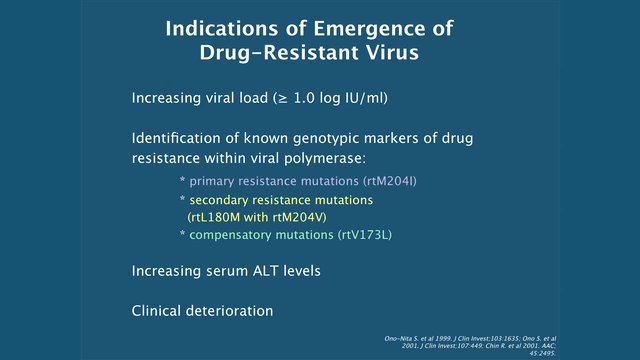 Indications of Emergence of
Drug-Resistant Virus
Increasing viral load (≥ 1.0 log IU/ml)
Identification of known genotypic markers of drug
resistance within viral polymerase:
* primary resistance mutations (rtM204I)
* secondary resistance mutations
(rtL180M with rtM204V)
* compensatory mutations (rtV173L)
Increasing serum ALT levels
Clinical deterioration
Ono-Nita S. et al 1999. J Clin Invest;103:1635; Ono S. et al
2001. J Clin Invest;107:449; Chin R. et al 2001. AAC;
45:2495.